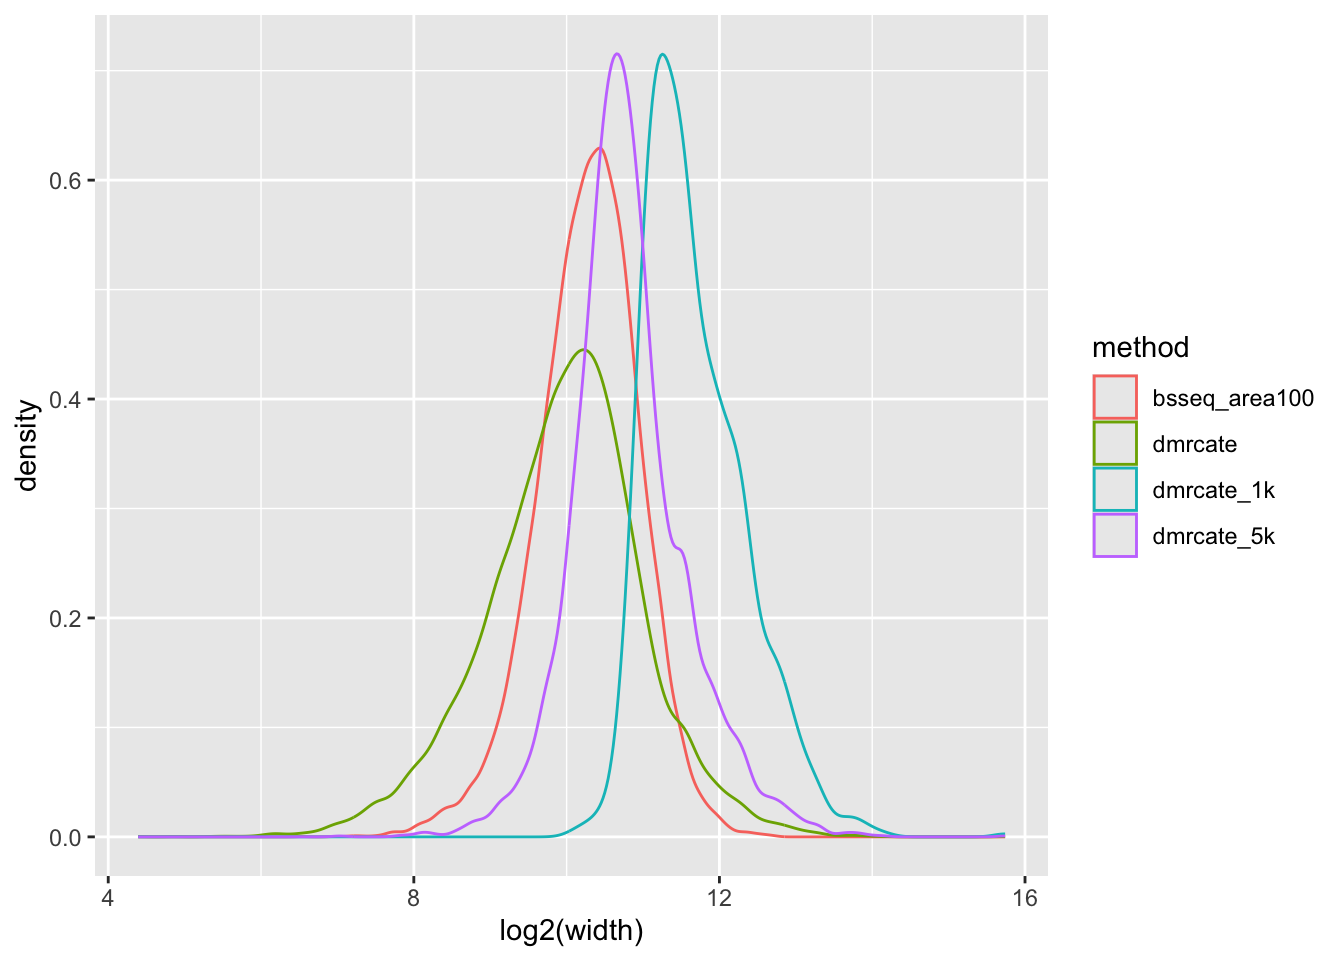 density
0.6
0.4
0.2
0.0
4
8
12
16
log2(width)
method
bsseq_area100
dmrcate
dmrcate_1k
dmrcate_5k